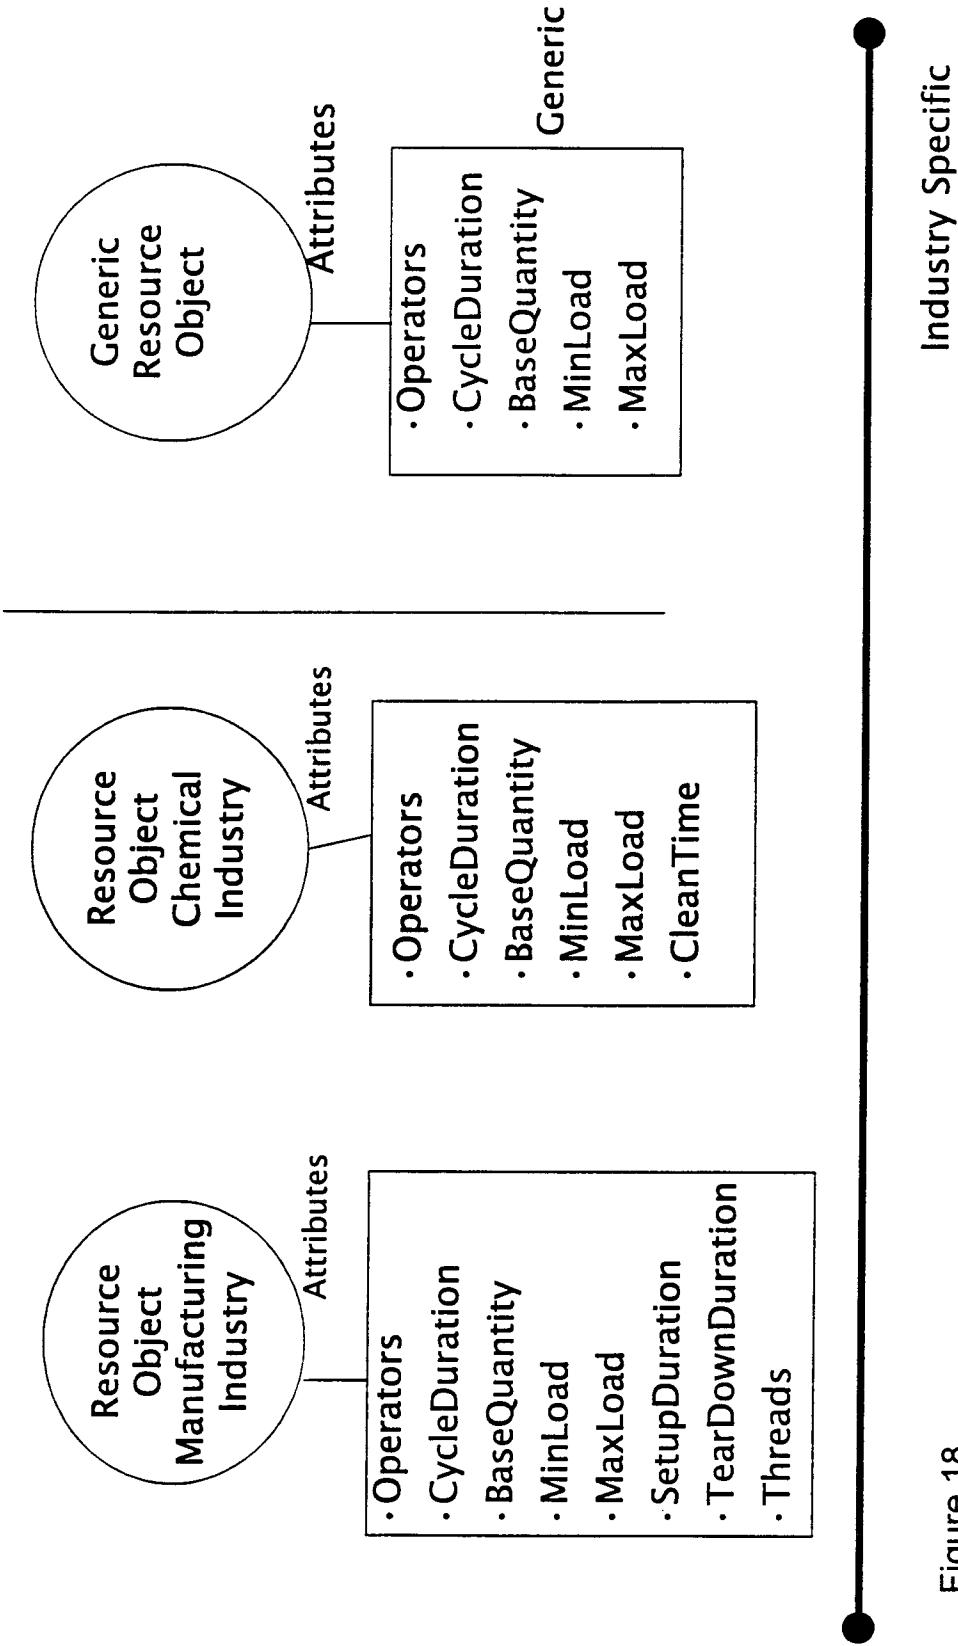 Resource
Object
Manufacturing
Industry
Attributes
·Operators
·CycleDuration
·BaseQuantity
·MinLoad
·MaxLoad
·SetupDuration
·TearDownDuration
·Threads
Resource
Object
Chemical
Industry
Attributes
·Operators
·CycleDuration
·BaseQuantity
·MinLoad
·MaxLoad
·CleanTime
Generic
Resource
Object
Attributes
·Operators
·CycleDuration
·BaseQuantity
·MinLoad
·MaxLoad
Generic
Industry Specific
Figure 18